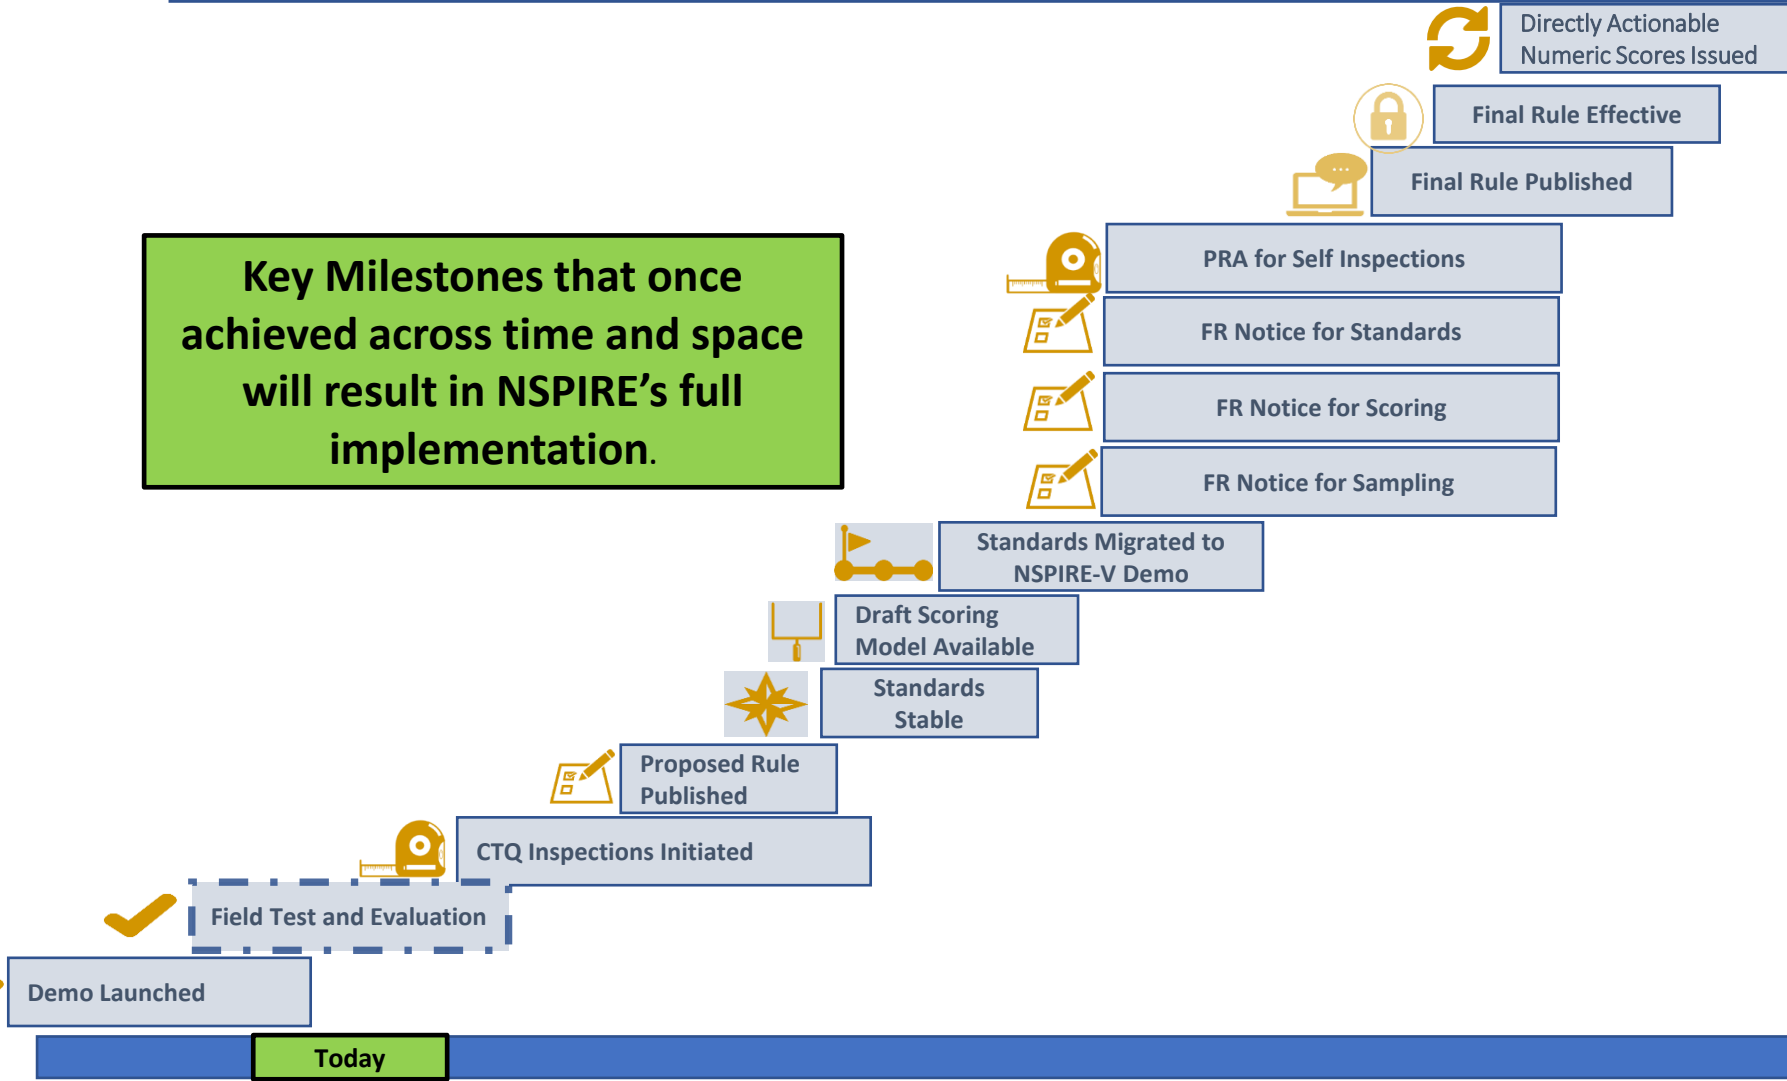 Directly Actionable
Numeric Scores Issued
Final Rule Effective
Final Rule Published
Key Milestones that once
achieved across time and space
will result in NSPIRE’s full
implementation.
PRA for Self Inspections
FR Notice for Standards
FR Notice for Scoring
FR Notice for Sampling
Standards Migrated to
NSPIRE-V Demo
Draft Scoring
Model Available
Standards
Stable
Proposed Rule
Published
CTQ Inspections Initiated
Field Test and Evaluation
Demo Launched
Today